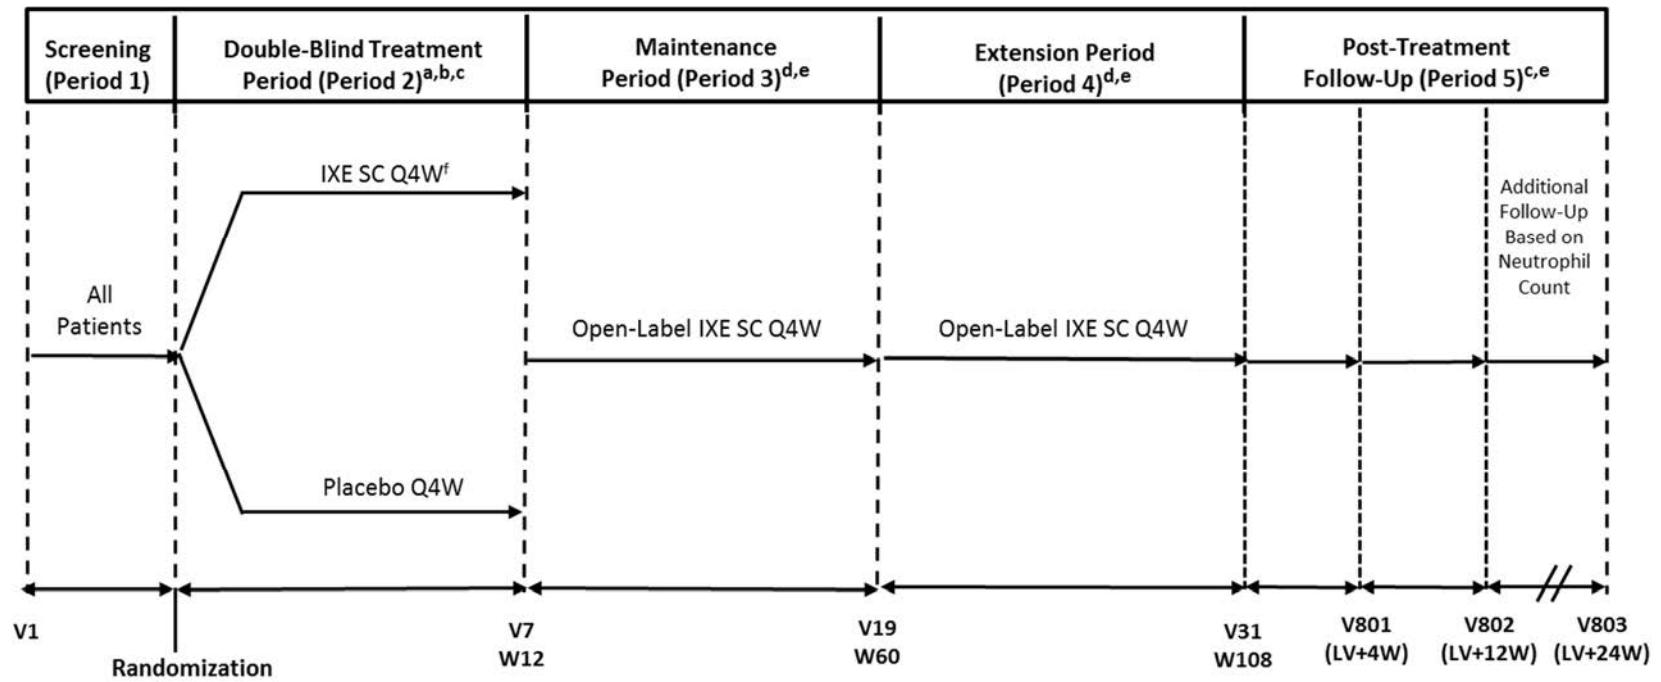 Screening
(Period 1)
Double-Blind Treatment
Period (Period 2)a,b,c
Maintenance
Period (Period 3)d,e
Extension Period
(Period 4)d,e
Post-Treatment
Follow-Up (Period 5)c,e
IXE SC Q4Wf
Additional
Follow-Up
Based on
Neutrophil
Count
All
Patients
Open-Label IXE SC Q4W
Open-Label IXE SC Q4W
Placebo Q4W
V1
Randomization
V7
W12
V19
W60
V31
W108
V801
(LV+4W)
V802
(LV+12W)
V803
(LV+24W)